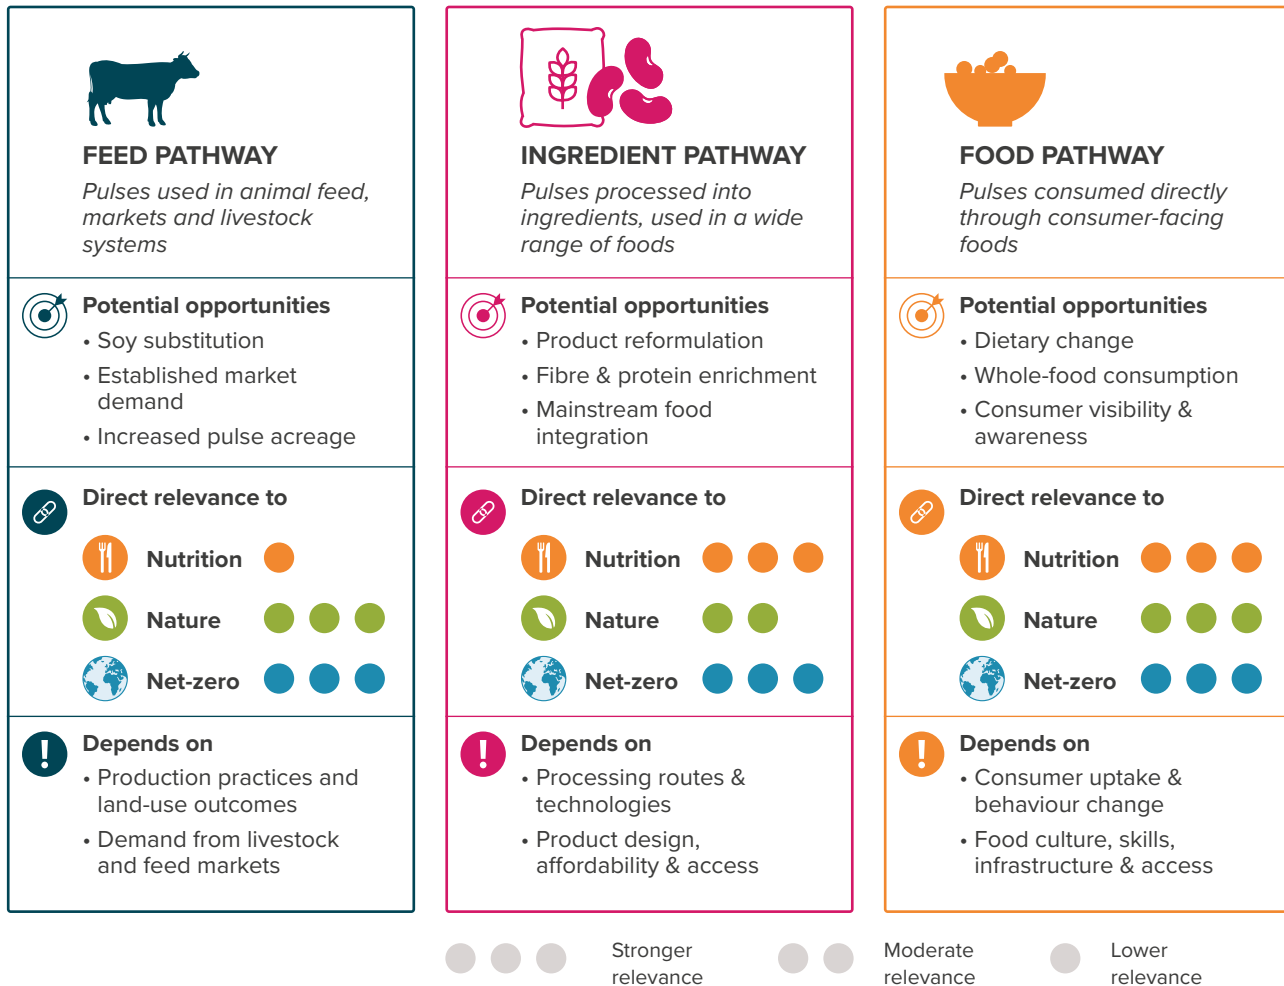 FEED PATHWAY
Pulses used in animal feed,
markets and livestock
systems
Potential opportunities
• Soy substitution
• Established market
demand
• Increased pulse acreage
Direct relevance to
Nutrition
Nature
Net-zero
Depends on
• Production practices and
land-use outcomes
• Demand from livestock
and feed markets
INGREDIENT PATHWAY
Pulses processed into
ingredients, used in a wide
range of foods
Potential opportunities
• Product reformulation
• Fibre & protein enrichment
• Mainstream food
integration
Direct relevance to
Nutrition
Nature
Net-zero
Depends on
• Processing routes &
technologies
• Product design,
affordability & access
FOOD PATHWAY
Pulses consumed directly
through consumer-facing
foods
Potential opportunities
• Dietary change
• Whole-food consumption
• Consumer visibility &
awareness
Direct relevance to
Nutrition
Nature
Net-zero
Depends on
• Consumer uptake &
behaviour change
• Food culture, skills,
infrastructure & access
Stronger
relevance
Moderate
relevance
Lower
relevance